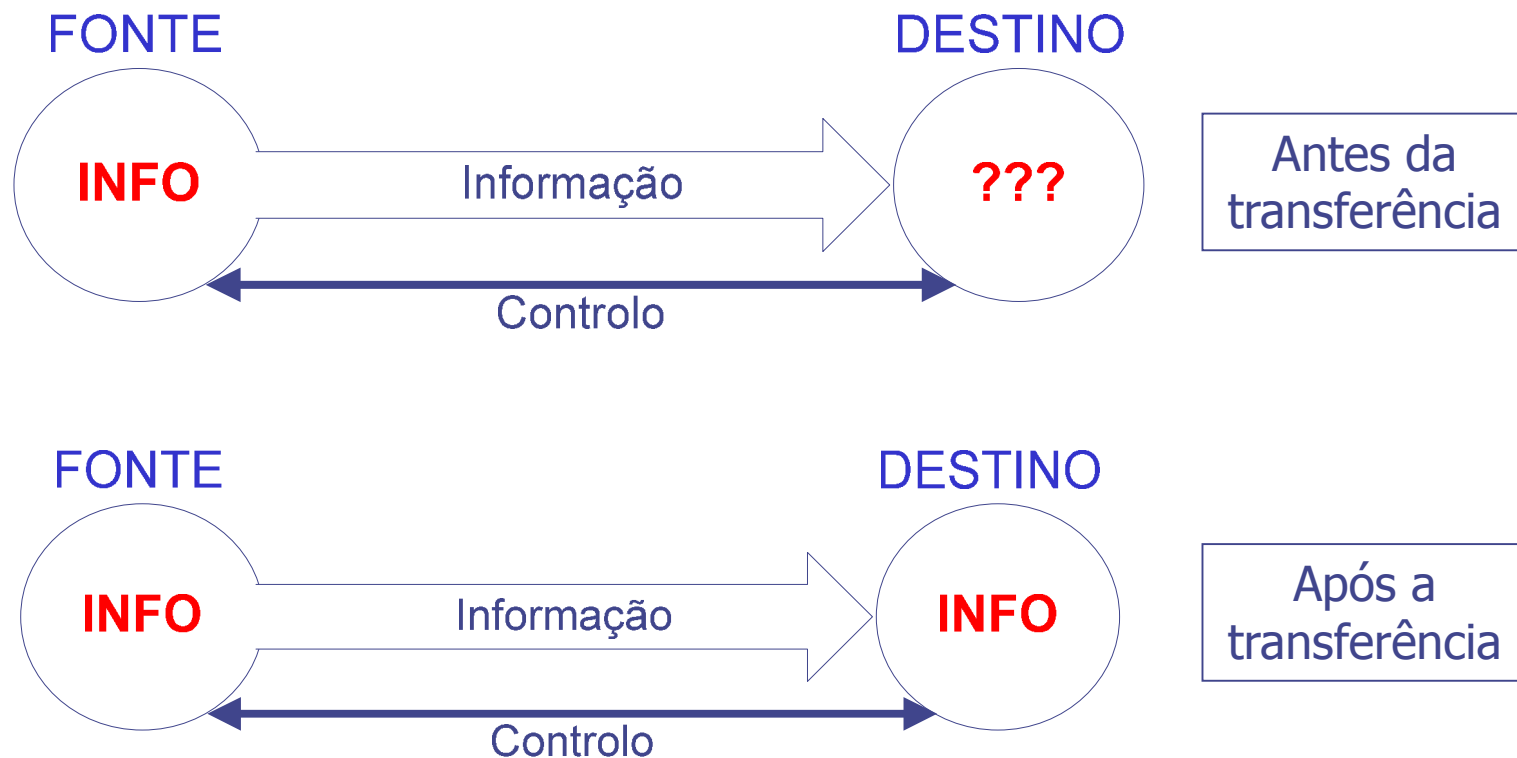 FONTE
DESTINO
INFO
Informação
???
Antes da
transferência
Controlo
FONTE
DESTINO
INFO
Informação
INFO
Após a
transferência
Controlo